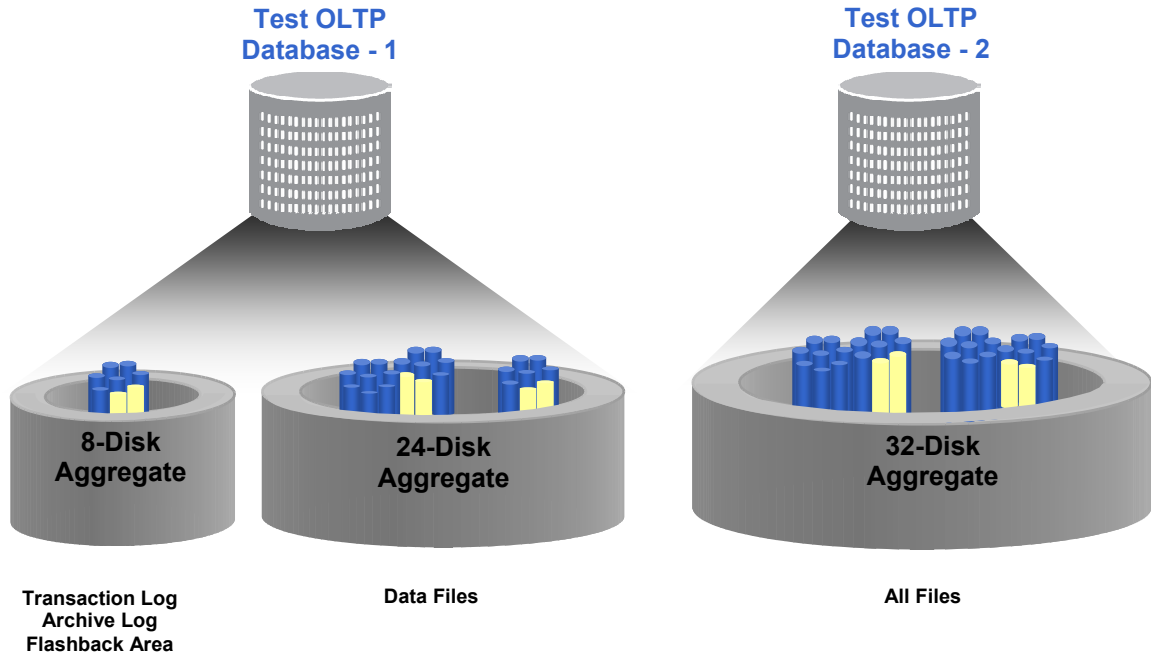 Test OLTP
Database - 1
Test OLTP
Database - 2
8-Disk
Aggregate
24-Disk
Aggregate
32-Disk
Aggregate
Transaction Log
Archive Log
Flashback Area
Data Files
All Files